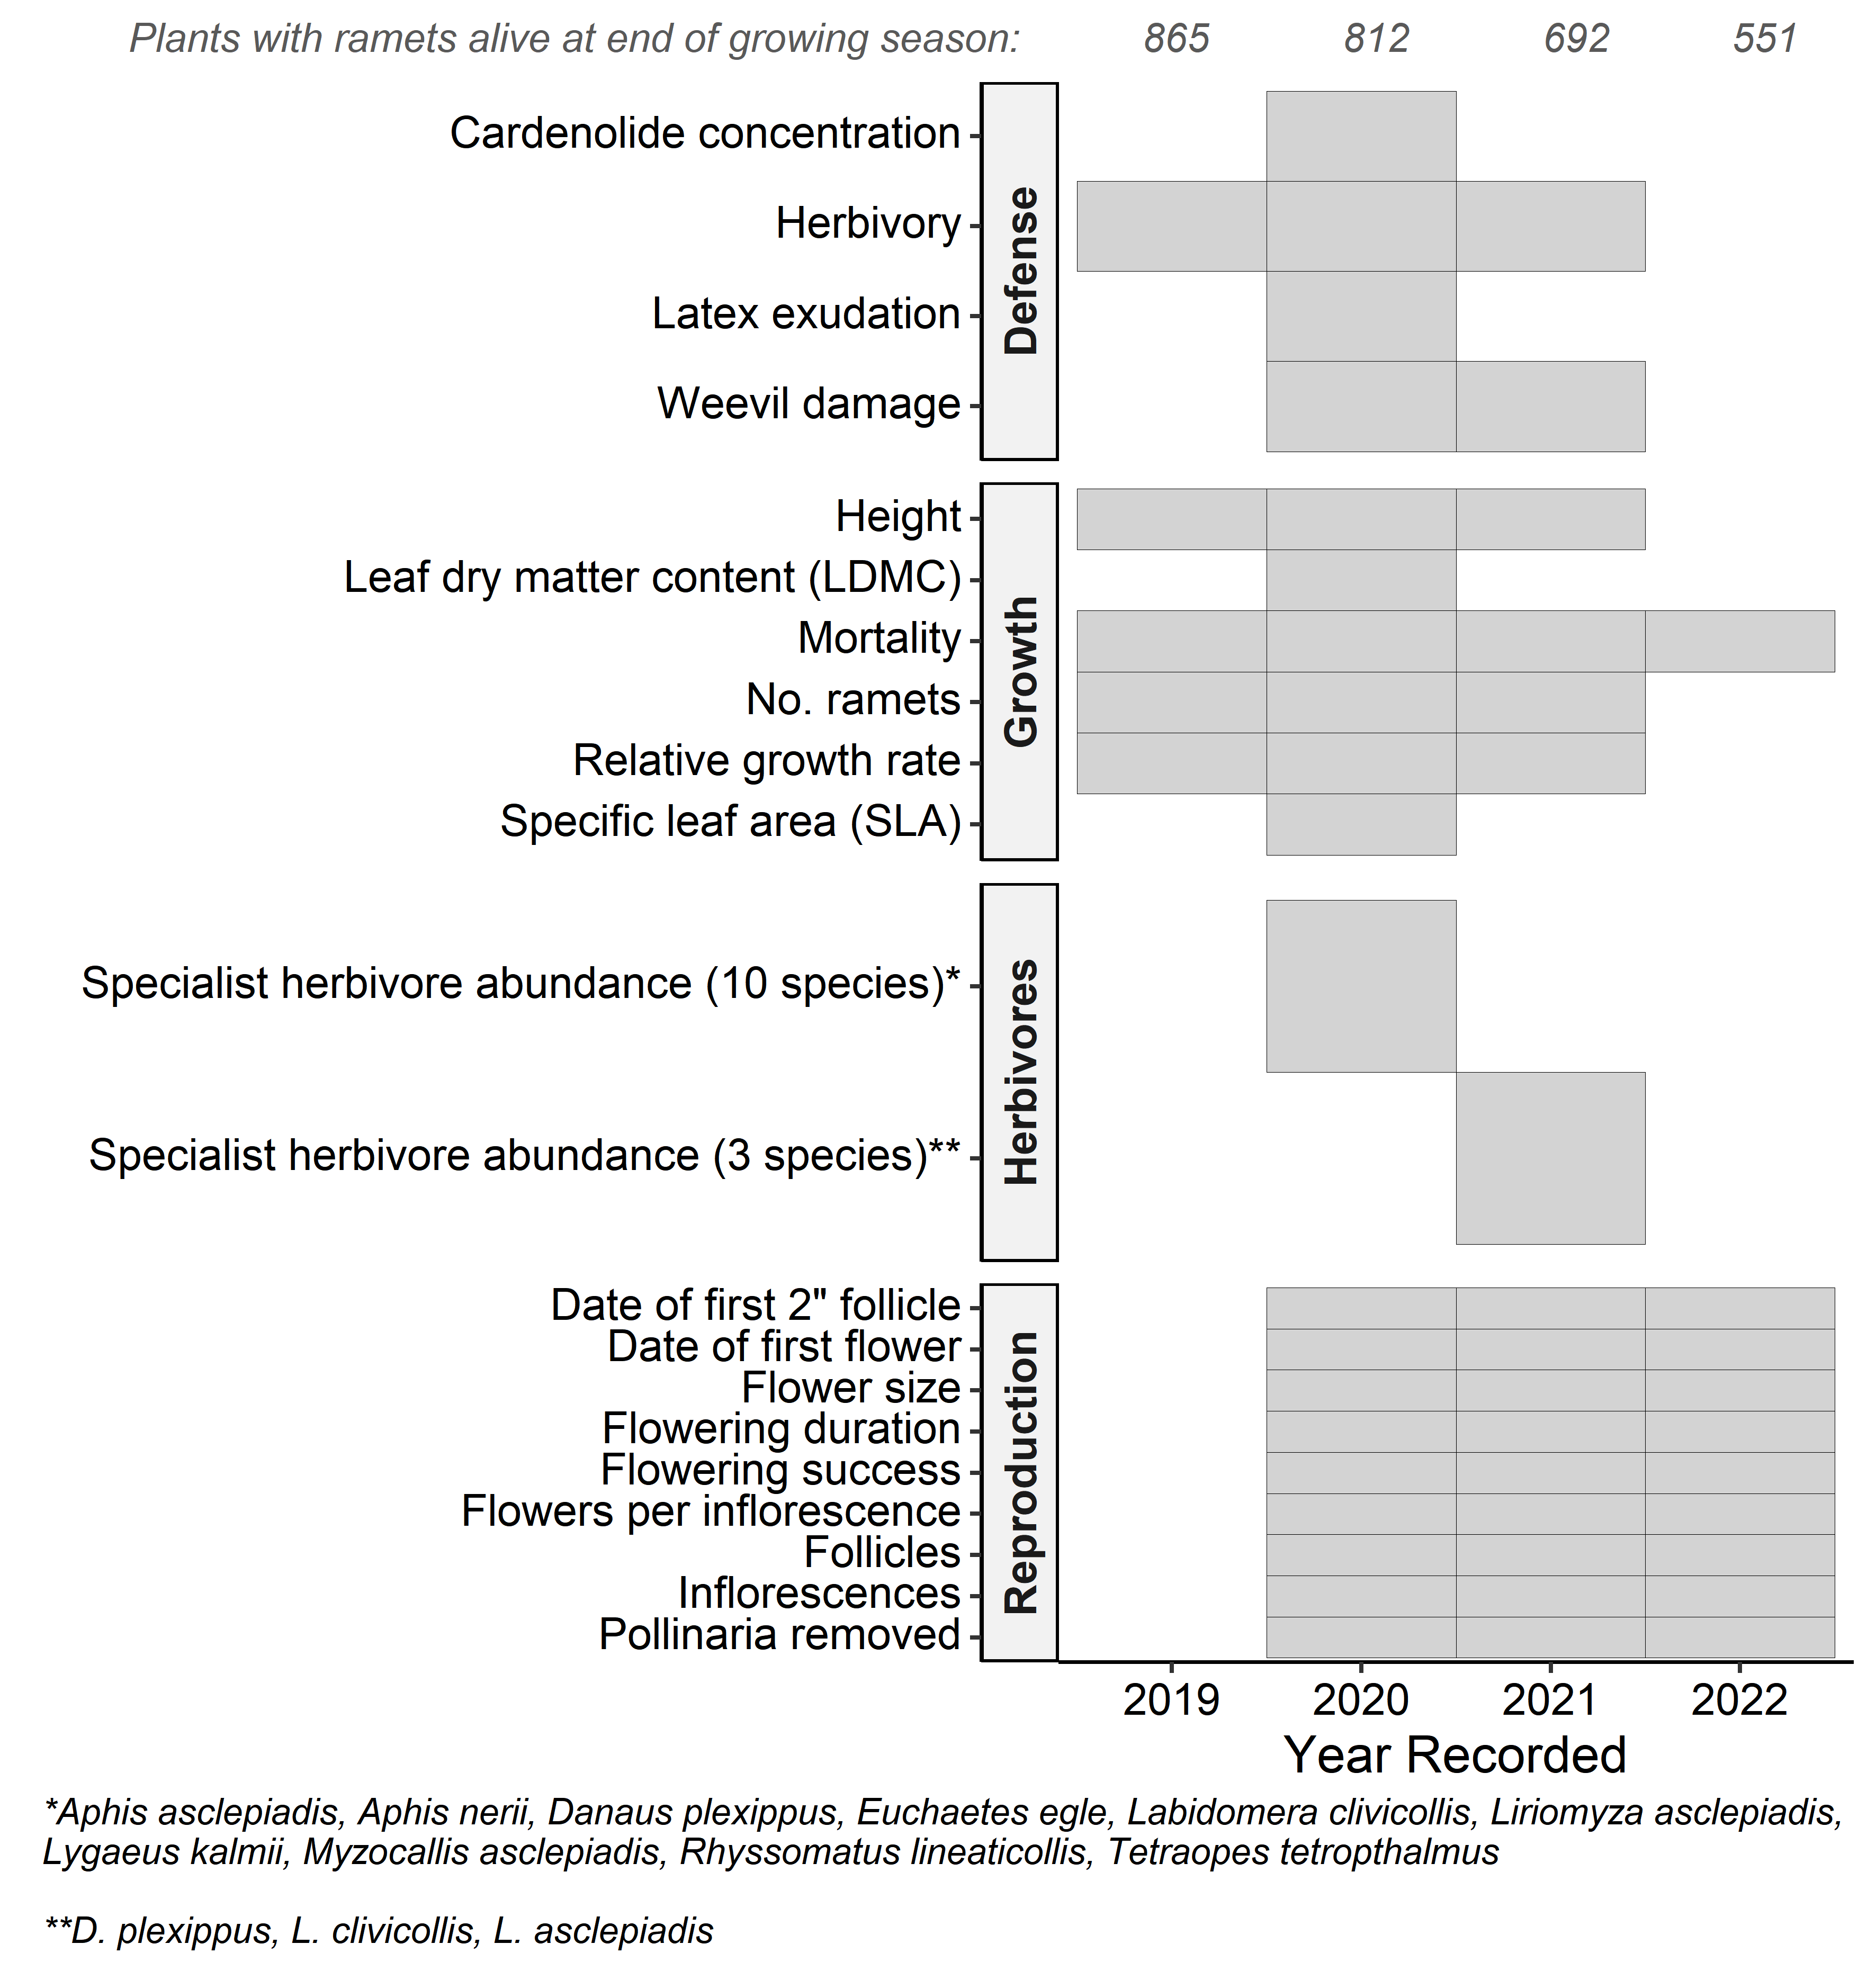 Plants with ramets alive at end of growing season: 865 812 692 551
Defense
Cardenolide concentration
Herbivory
Latex exudation
Weevil damage
Growth
Height
Leaf dry matter content (LDMC)
Mortality
No. ramets
Relative growth rate
Specific leaf area (SLA)
Herbivores
Specialist herbivore abundance (10 species)*
Specialist herbivore abundance (3 species)**
Reproduction
Date of first 2" follicle
Date of first flower
Flower size
Flowering duration
Flowering success
Flowers per inflorescence
Follicles
Inflorescences
Pollinaria removed
2019 2020 2021 2022
Year Recorded
*Aphis asclepiadis, Aphis nerii, Danaus plexippus, Euchaetes egle, Labidomera clivicollis, Liriomyza asclepiadis,
Lygaeus kalmii, Myzocallis asclepiadis, Rhyssomatus lineaticollis, Tetraopes tetropthalmus
**D. plexippus, L. clivicollis, L. asclepiadis